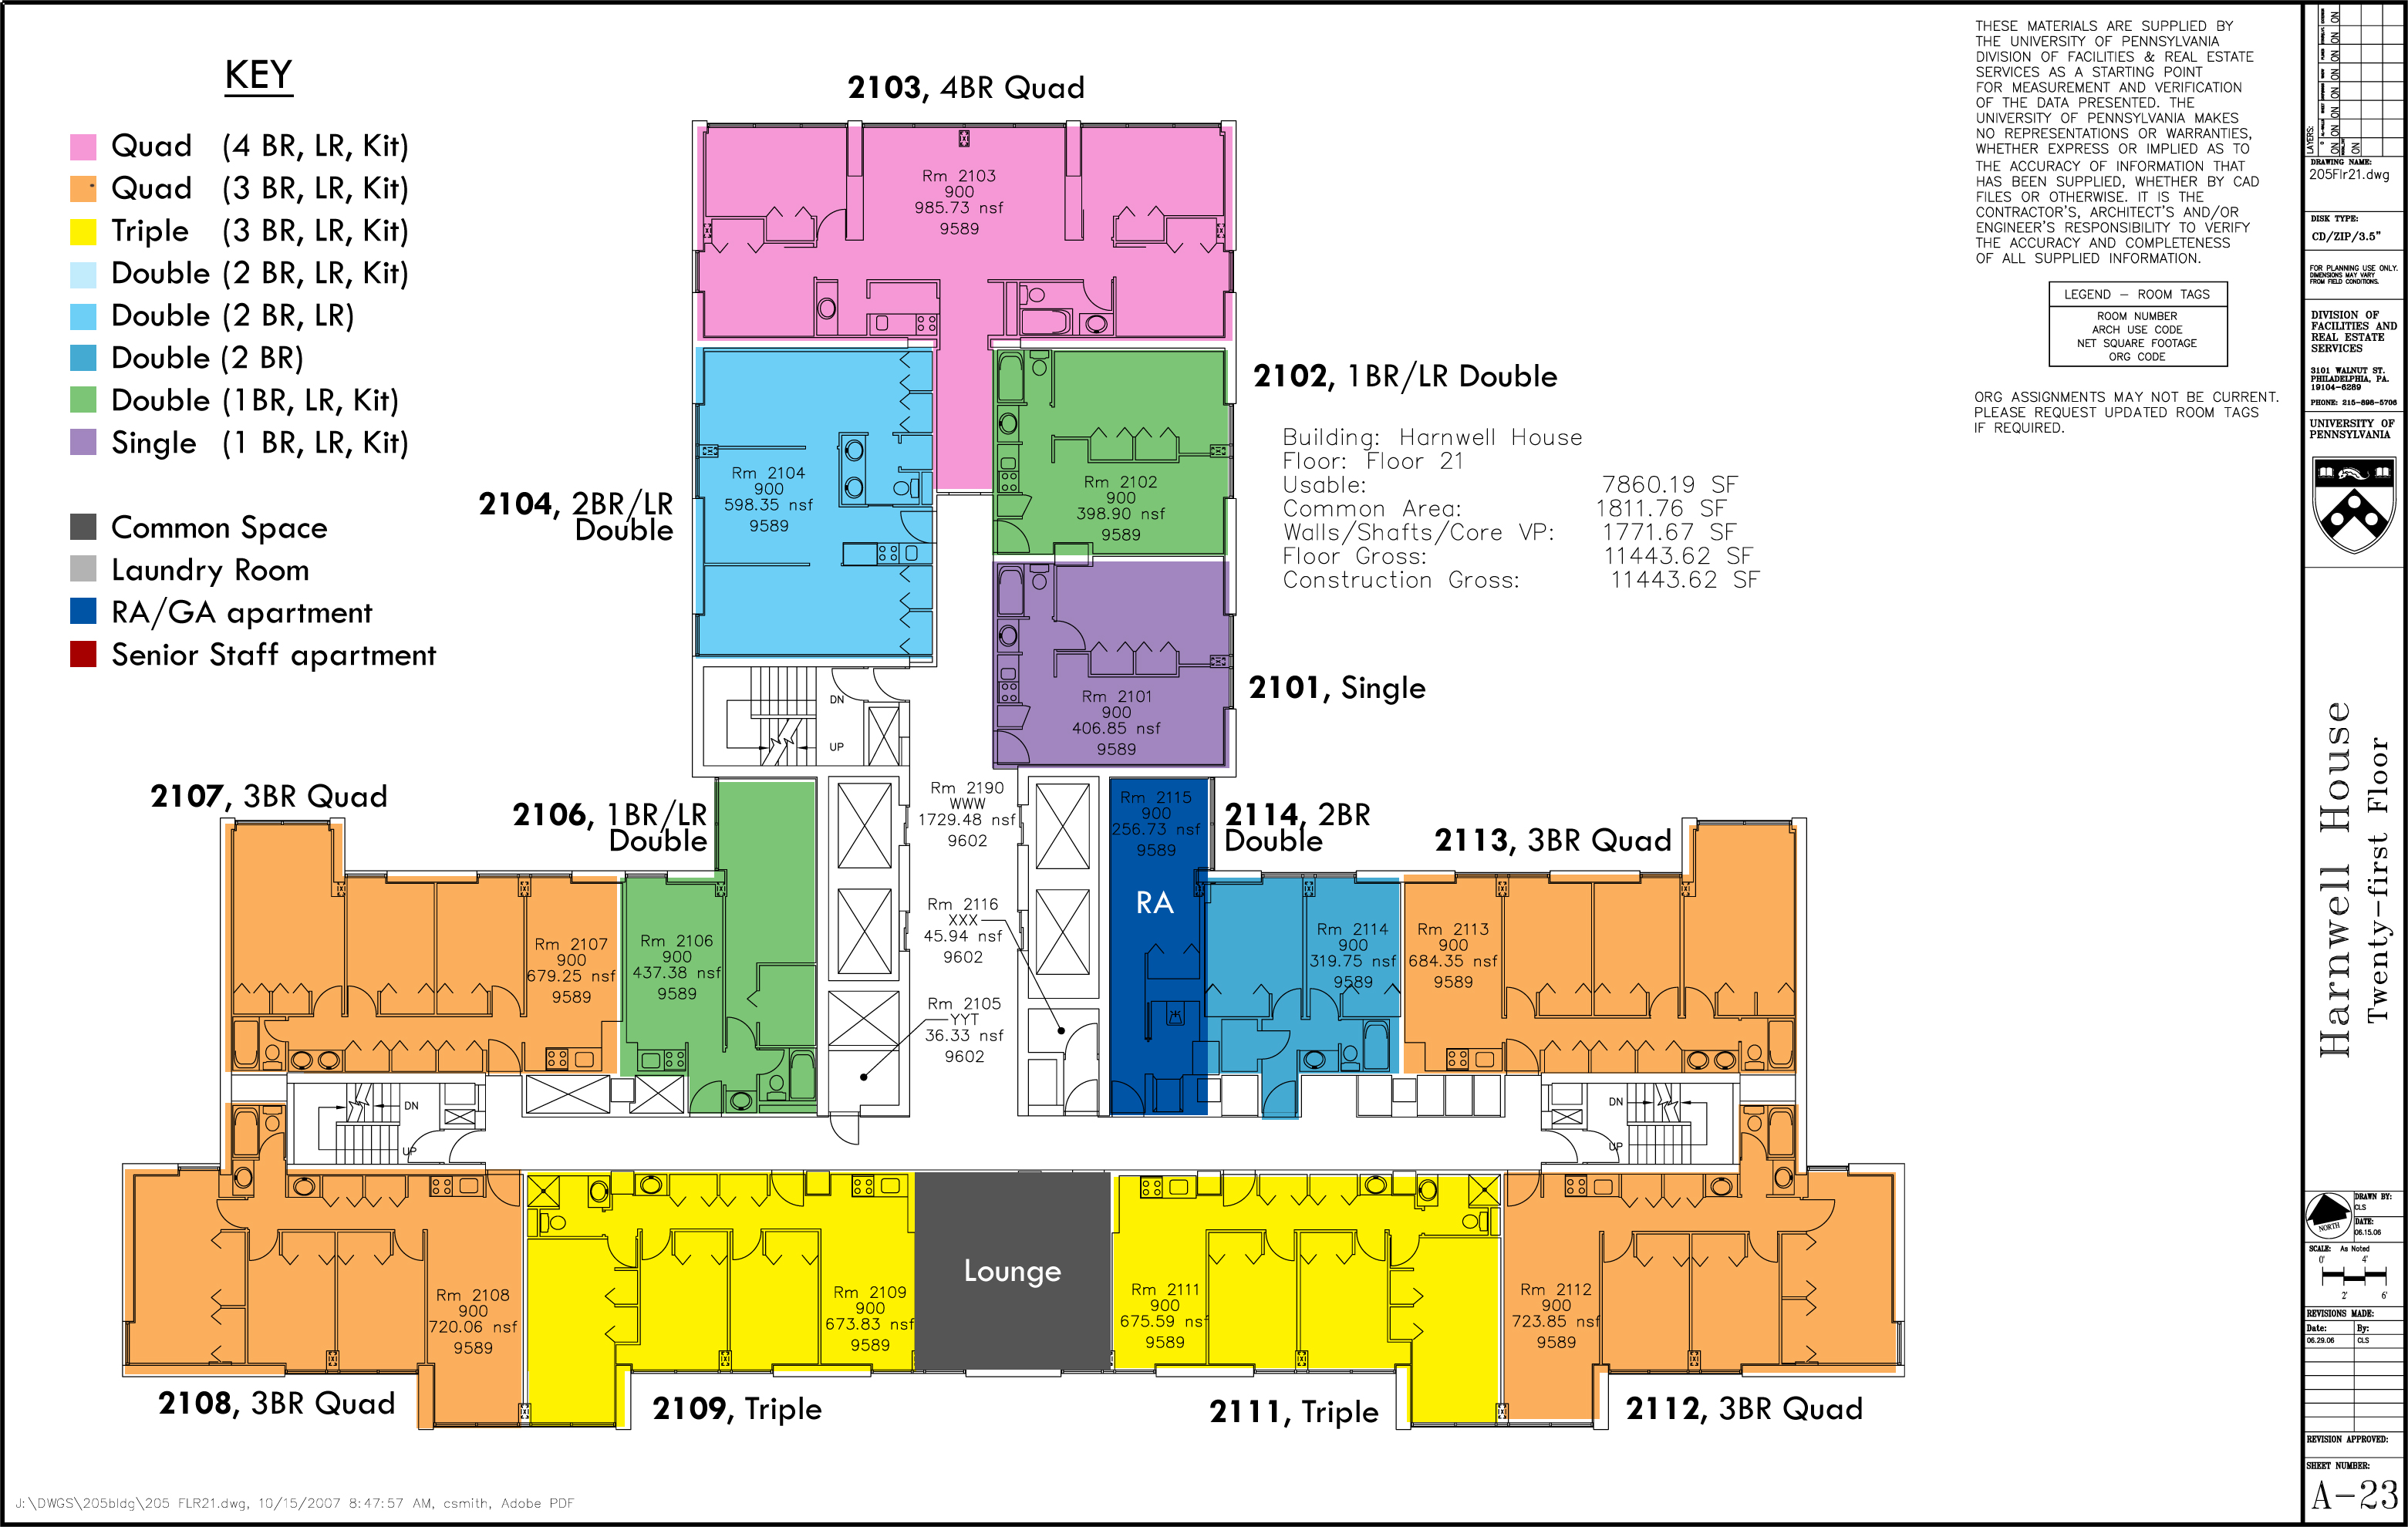 KEY
Quad (4 BR, LR, Kit)
Quad (3 BR, LR, Kit)
Triple (3 BR, LR, Kit)
Double (2 BR, LR, Kit)
Double (2 BR, LR)
Double (2 BR)
Double (1BR, LR, Kit)
Single (1 BR, LR, Kit)
Common Space
Laundry Room
RA/GA apartment
Senior Staff apartment
2103, 4BR Quad
Rm 2103
900
985.73 nsf
9589
2104, 2BR/LR
Double
Rm 2104
900
598.35 nsf
9589
2102, 1BR/LR Double
Rm 2102
900
398.90 nsf
9589
2101, Single
Rm 2101
900
406.85 nsf
9589
Building: Harnwell House
Floor: Floor 21
Usable: 7860.19 SF
Common Area: 1811.76 SF
Walls/Shafts/Core VP: 1771.67 SF
Floor Gross: 11443.62 SF
Construction Gross: 11443.62 SF
DN
UP
2107, 3BR Quad
Rm 2107
900
679.25 nsf
9589
2106, 1BR/LR
Double
Rm 2106
900
437.38 nsf
9589
Rm 2190
WWW
1729.48 nsf
9602
Rm 2116
XXX
45.94 nsf
9602
Rm 2105
YYT
36.33 nsf
9602
Rm 2115
900
256.73 nsf
9589
RA
2114, 2BR
Double
Rm 2114
900
319.75 nsf
9589
2113, 3BR Quad
Rm 2113
900
684.35 nsf
9589
DN
UP
DN
UP
Rm 2108
900
720.06 nsf
9589
2108, 3BR Quad
Rm 2109
900
673.83 nsf
9589
2109, Triple
Lounge
Rm 2111
900
675.59 nsf
9589
2111, Triple
Rm 2112
900
723.85 nsf
9589
2112, 3BR Quad
J:\DWGS\205bldg\205 FLR21.dwg, 10/15/2007 8:47:57 AM, csmith, Adobe PDF
THESE MATERIALS ARE SUPPLIED BY
THE UNIVERSITY OF PENNSYLVANIA
DIVISION OF FACILITIES & REAL ESTATE
SERVICES AS A STARTING POINT
FOR MEASUREMENT AND VERIFICATION
OF THE DATA PRESENTED. THE
UNIVERSITY OF PENNSYLVANIA MAKES
NO REPRESENTATIONS OR WARRANTIES,
WHETHER EXPRESS OR IMPLIED AS TO
THE ACCURACY OF INFORMATION THAT
HAS BEEN SUPPLIED, WHETHER BY CAD
FILES OR OTHERWISE. IT IS THE
CONTRACTOR'S, ARCHITECT'S AND/OR
ENGINEER'S RESPONSIBILITY TO VERIFY
THE ACCURACY AND COMPLETENESS
OF ALL SUPPLIED INFORMATION.
LEGEND – ROOM TAGS
ROOM NUMBER
ARCH USE CODE
NET SQUARE FOOTAGE
ORG CODE
ORG ASSIGNMENTS MAY NOT BE CURRENT.
PLEASE REQUEST UPDATED ROOM TAGS
IF REQUIRED.
LAYERS:
ON ON ON ON ON ON ON
ON
DRAWING NAME:
205Flr21.dwg
DISK TYPE:
CD/ZIP/3.5"
FOR PLANNING USE ONLY.
DIMENSIONS MAY VARY
FROM FIELD CONDITIONS.
DIVISION OF
FACILITIES AND
REAL ESTATE
SERVICES
3101 WALNUT ST.
PHILADELPHIA, PA.
19104-6289
PHONE: 215-898-5706
UNIVERSITY OF
PENNSYLVANIA
Harnwell House
Twenty-first Floor
NORTH
DRAWN BY:
CLS
DATE:
06.15.06
SCALE: As Noted
0' 4'
2' 6'
REVISIONS MADE:
Date: By:
06.29.06 CLS
REVISION APPROVED:
SHEET NUMBER:
A-23